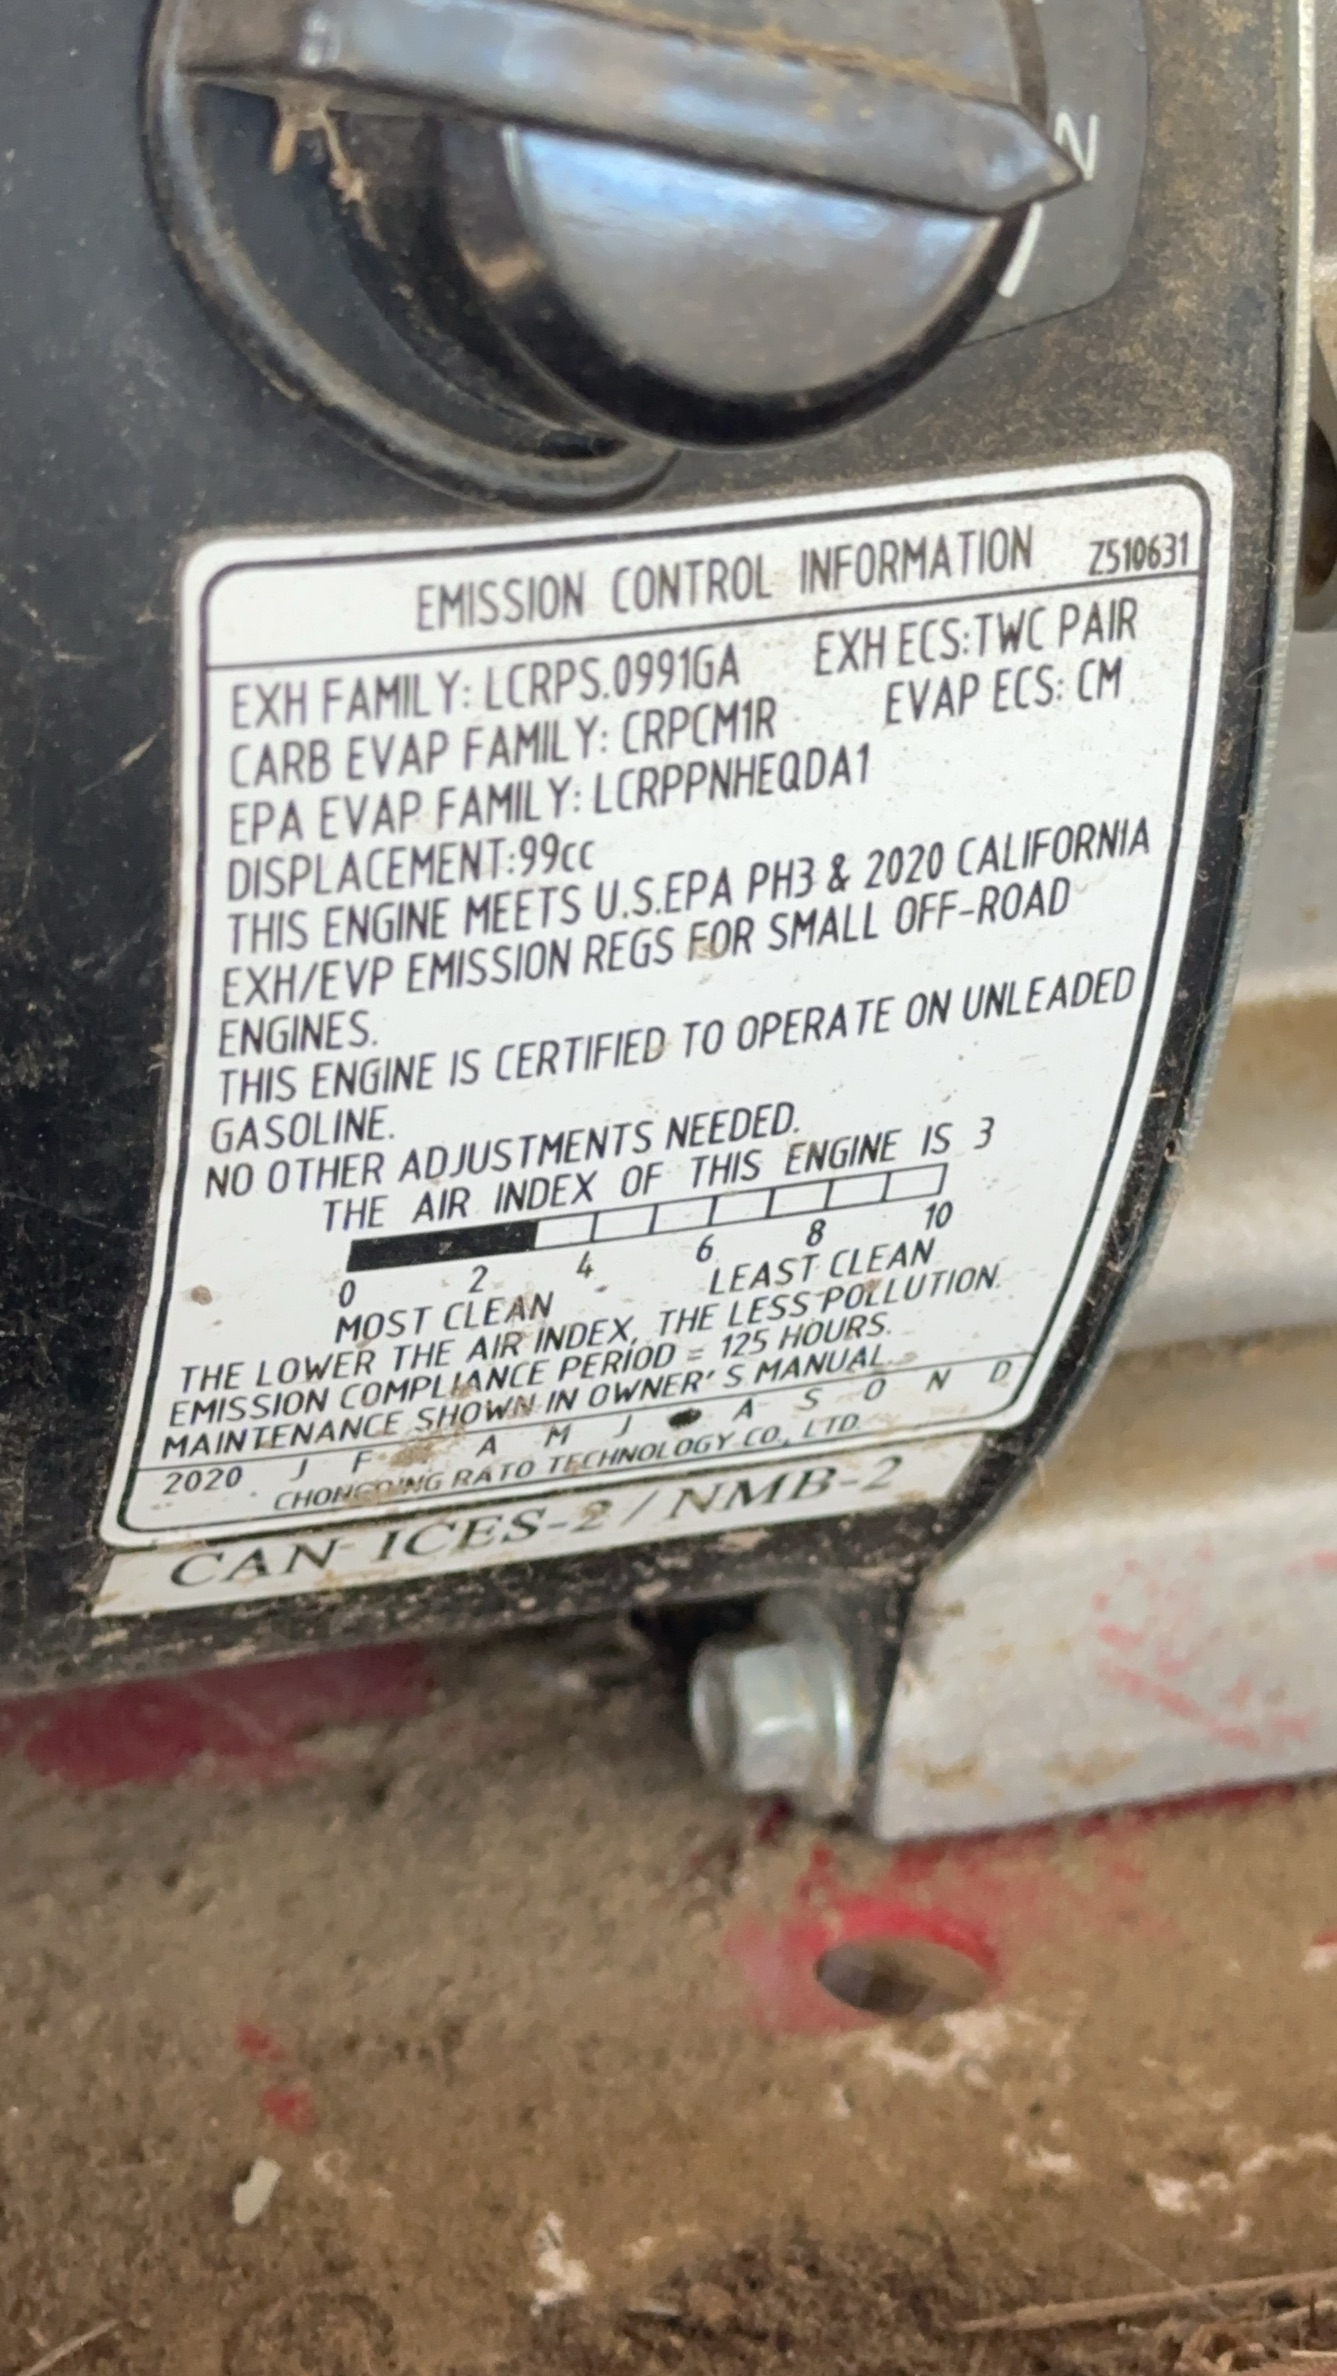 N
EMISSION CONTROL INFORMATION Z510631
EXH FAMILY: LCRPS.0991GA EXH ECS:TWC PAIR
CARB EVAP FAMILY: CRPCM1R EVAP ECS: CM
EPA EVAP FAMILY: LCRPPNHEQDA1
DISPLACEMENT:99cc
THIS ENGINE MEETS U.S.EPA PH3 & 2020 CALIFORNIA
EXH/EVP EMISSION REGS FOR SMALL OFF-ROAD
ENGINES.
THIS ENGINE IS CERTIFIED TO OPERATE ON UNLEADED
GASOLINE.
NO OTHER ADJUSTMENTS NEEDED.
THE AIR INDEX OF THIS ENGINE IS 3
0 2 4 6 8 10
MOST CLEAN LEAST CLEAN
THE LOWER THE AIR INDEX, THE LESS POLLUTION.
EMISSION COMPLIANCE PERIOD = 125 HOURS.
MAINTENANCE SHOWN IN OWNER'S MANUAL.
2020 J F A M J A S O N D
CHONGQING RATO TECHNOLOGY CO., LTD.
CAN ICES-2 / NMB-2